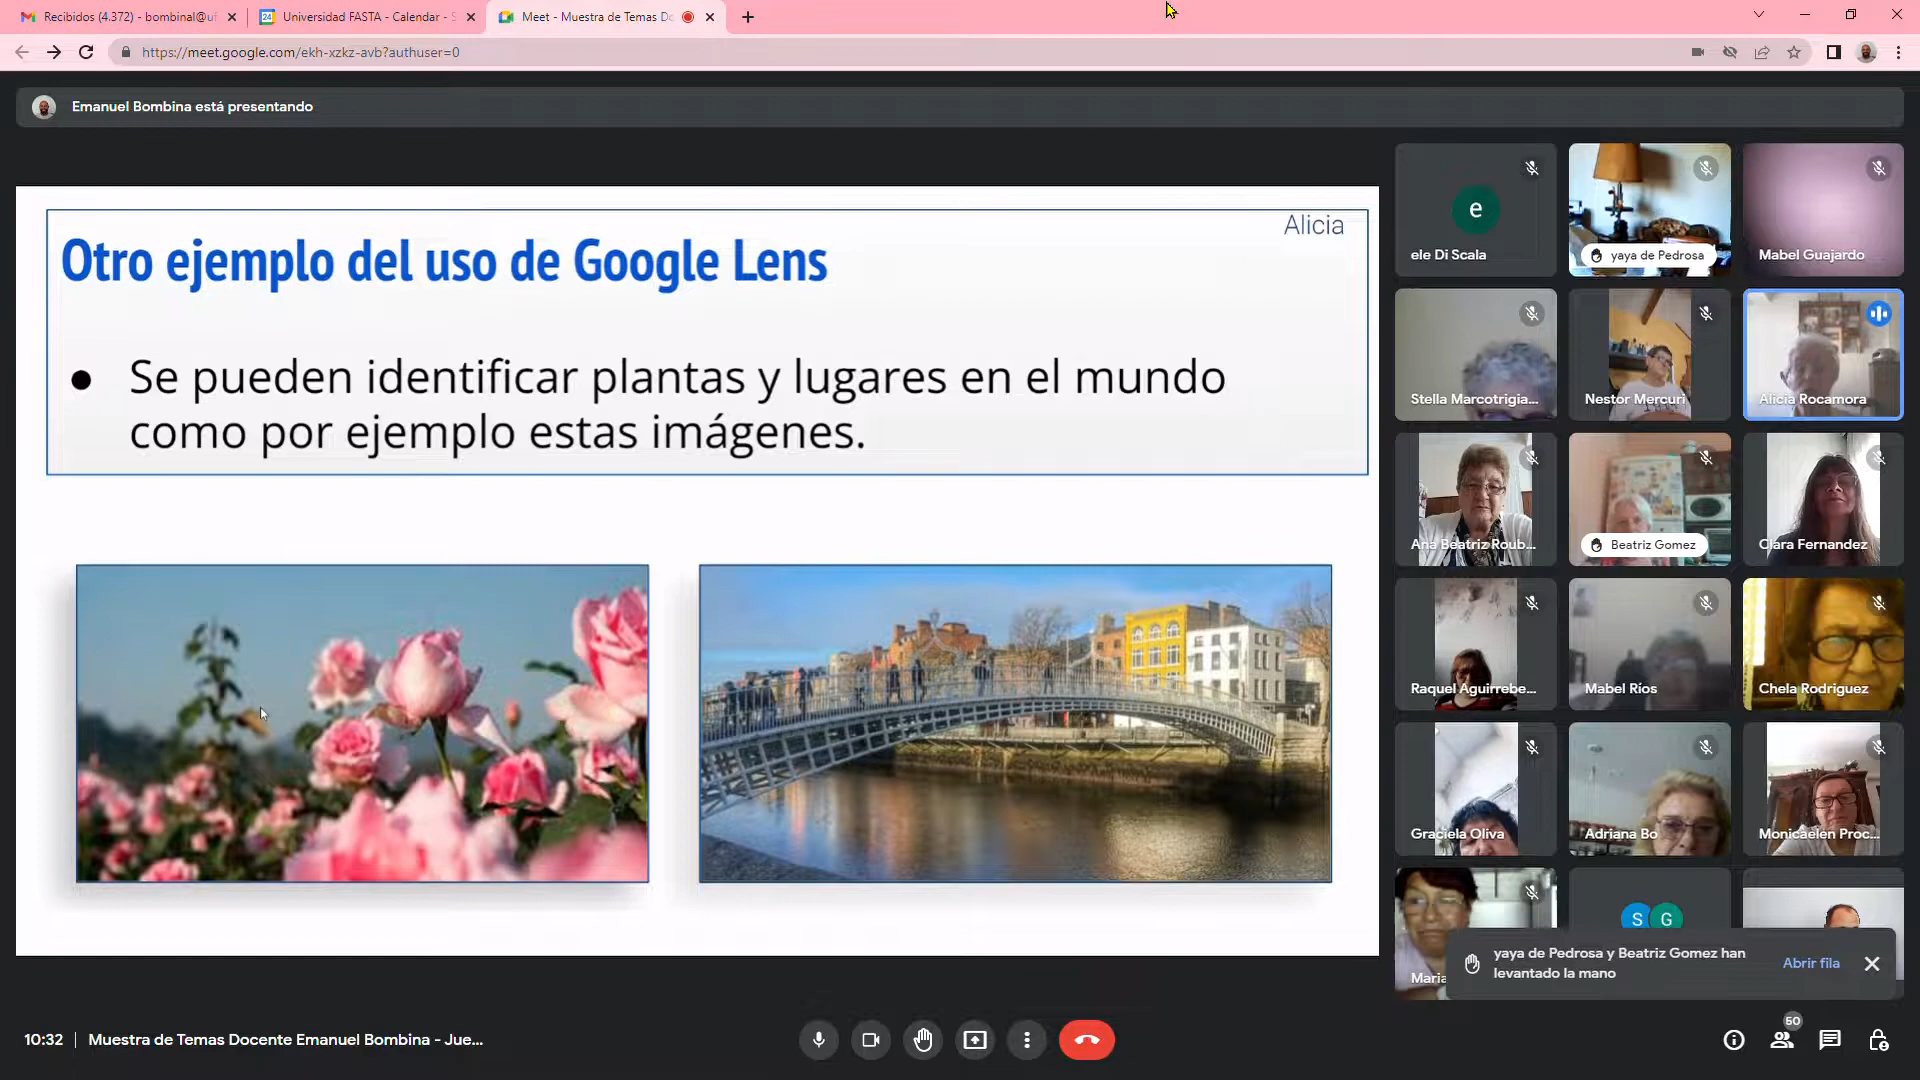 Recibidos (4.372) - bombinal@uf
Universidad FASTA - Calendar - S
Meet - Muestra de Temas Do
https://meet.google.com/ekh-xzkz-avb?authuser=0
Emanuel Bombina está presentando
Alicia
Otro ejemplo del uso de Google Lens
● Se pueden identificar plantas y lugares en el mundo
como por ejemplo estas imágenes.
e
ele Di Scala
yaya de Pedrosa
Mabel Guajardo
Stella Marcotrigia...
Nestor Mercuri
Alicia Rocamora
Ana Beatriz Roub...
Beatriz Gomez
Clara Fernandez
Raquel Aguirrebe...
Mabel Ríos
Chela Rodriguez
Graciela Oliva
Adriana Bo
Monicaelen Proc...
Maria
S G
yaya de Pedrosa y Beatriz Gomez han
levantado la mano
Abrir fila
10:32 | Muestra de Temas Docente Emanuel Bombina - Jue...
50